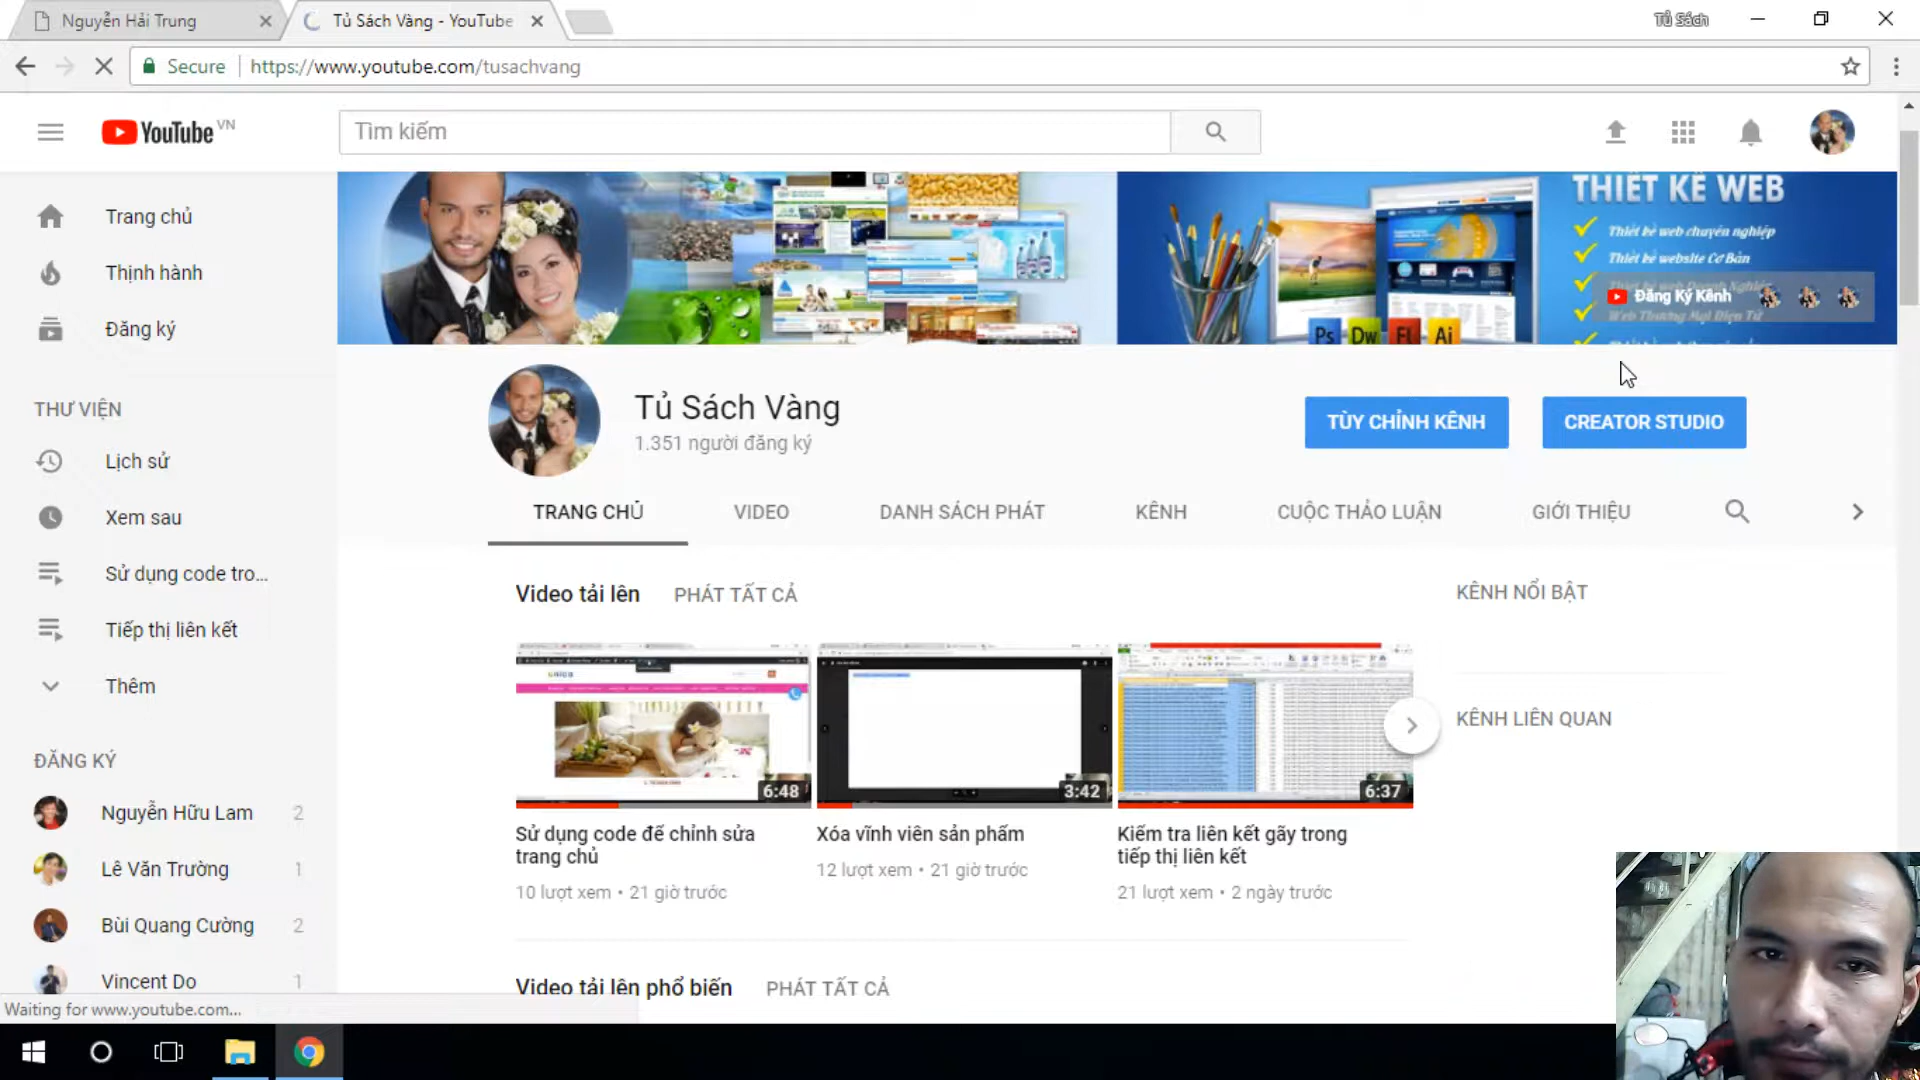 Nguyễn Hải Trung
Tủ Sách Vàng - YouTube
Tủ Sách
Secure
https://www.youtube.com/tusachvang
YouTube VN
Tìm kiếm
Trang chủ
Thịnh hành
Đăng ký
THƯ VIỆN
Lịch sử
Xem sau
Sử dụng code tro...
Tiếp thị liên kết
Thêm
ĐĂNG KÝ
Nguyễn Hữu Lam 2
Lê Văn Trường 1
Bùi Quang Cường 2
Vincent Do 1
Waiting for www.youtube.com...
THIẾT KẾ WEB
Thiết kế web chuyên nghiệp
Thiết kế website Cơ Bản
Đăng Ký Kênh
Web Thương Mại Điện Tử
Ps Dw Fl Ai
Tủ Sách Vàng
1.351 người đăng ký
TÙY CHỈNH KÊNH
CREATOR STUDIO
TRANG CHỦ
VIDEO
DANH SÁCH PHÁT
KÊNH
CUỘC THẢO LUẬN
GIỚI THIỆU
Video tải lên PHÁT TẤT CẢ
6:48
3:42
6:37
Sử dụng code để chỉnh sửa
trang chủ
10 lượt xem • 21 giờ trước
Xóa vĩnh viên sản phẩm
12 lượt xem • 21 giờ trước
Kiểm tra liên kết gãy trong
tiếp thị liên kết
21 lượt xem • 2 ngày trước
KÊNH NỔI BẬT
KÊNH LIÊN QUAN
Video tải lên phổ biến PHÁT TẤT CẢ